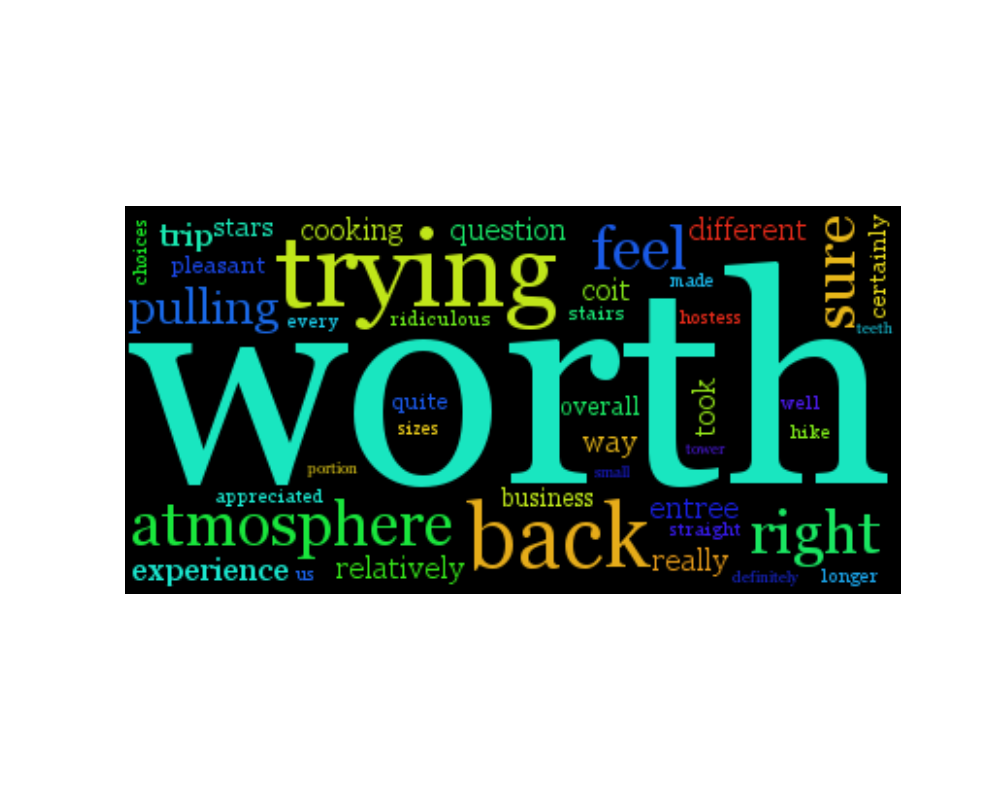 choices
trip
stars
cooking
question
feel
different
sure
certainly
pleasant
trying
coit
made
pulling
every
ridiculous
stairs
hostess
teeth
worth
quite
sizes
overall
took
well
way
hike
portion
small
tower
appreciated
business
atmosphere
back
entree
straight
right
experience
us
relatively
really
definitely
longer